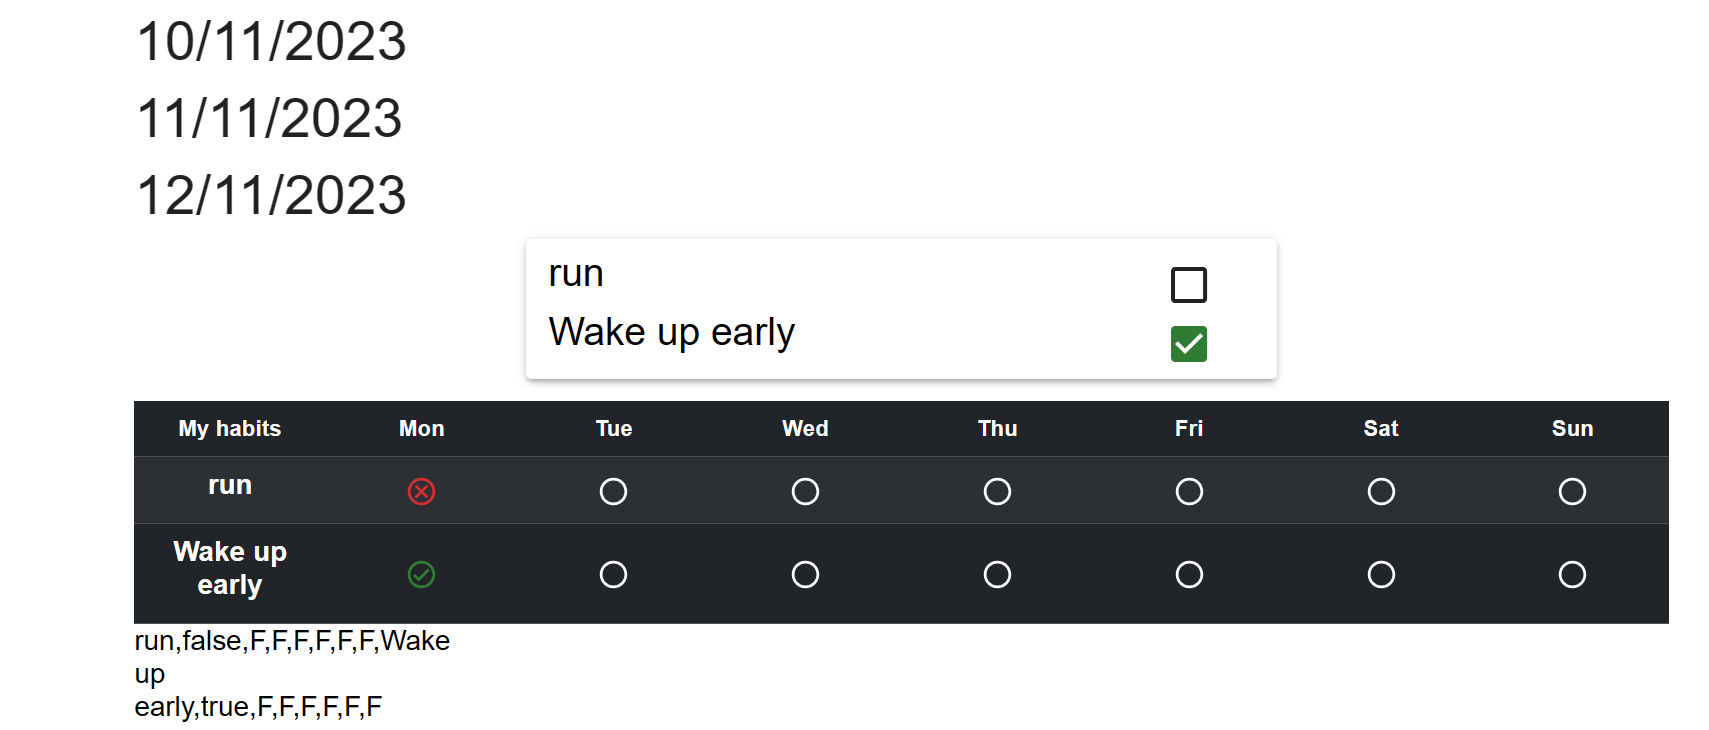 10/11/2023
11/11/2023
12/11/2023
run
Wake up early
My habits Mon Tue Wed Thu Fri Sat Sun
run
Wake up
early
run,false,F,F,F,F,F,F,Wake
up
early,true,F,F,F,F,F,F